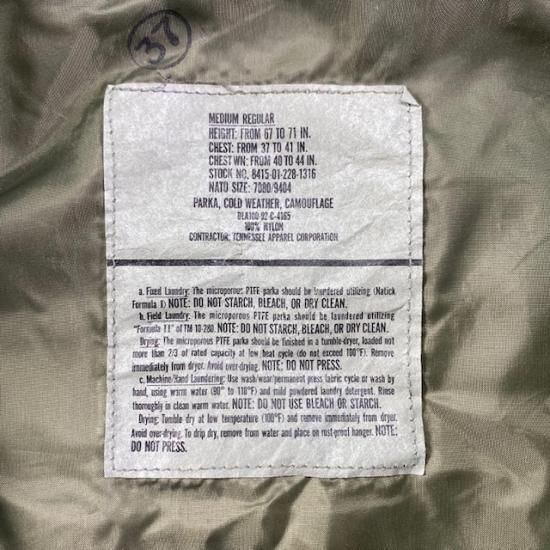 37
MEDIUM REGULAR
HEIGHT: FROM 67 TO 71 IN.
CHEST: FROM 37 TO 41 IN.
CHEST WN: FROM 40 TO 44 IN.
STOCK NO. 8415-01-228-1316
NATO SIZE: 7080/9404
PARKA, COLD WEATHER, CAMOUFLAGE
DLA100-92-C-4165
100% NYLON
CONTRACTOR: TENNESSEE APPAREL CORPORATION
a. Fixed Laundry: The microporous PTFE parka should be laundered utilizing (Natick
Formula 1) NOTE: DO NOT STARCH, BLEACH, OR DRY CLEAN.
b. Field Laundry: The microporous PTFE parka should be laundered utilizing
"Formula II" of TM 10-280. NOTE: DO NOT STARCH, BLEACH, OR DRY CLEAN.
Drying: The microporous PTFE parka should be finished in a tumble-dryer, loaded not
more than 2/3 of rated capacity at low heat cycle (do not exceed 100°F). Remove
immediately from dryer. Avoid over-drying. NOTE: DO NOT PRESS.
c. Machine/Hand Laundering: Use wash/wear/permanent press fabric cycle or wash by
hand, using warm water (90° to 110°F) and mild powdered laundry detergent. Rinse
thoroughly in clean warm water. NOTE: DO NOT USE BLEACH OR STARCH.
Drying: Tumble dry at low temperature (100°F) and remove immediately from dryer.
Avoid over-drying. To drip dry, remove from water and place on rust-proof hanger. NOTE:
DO NOT PRESS.